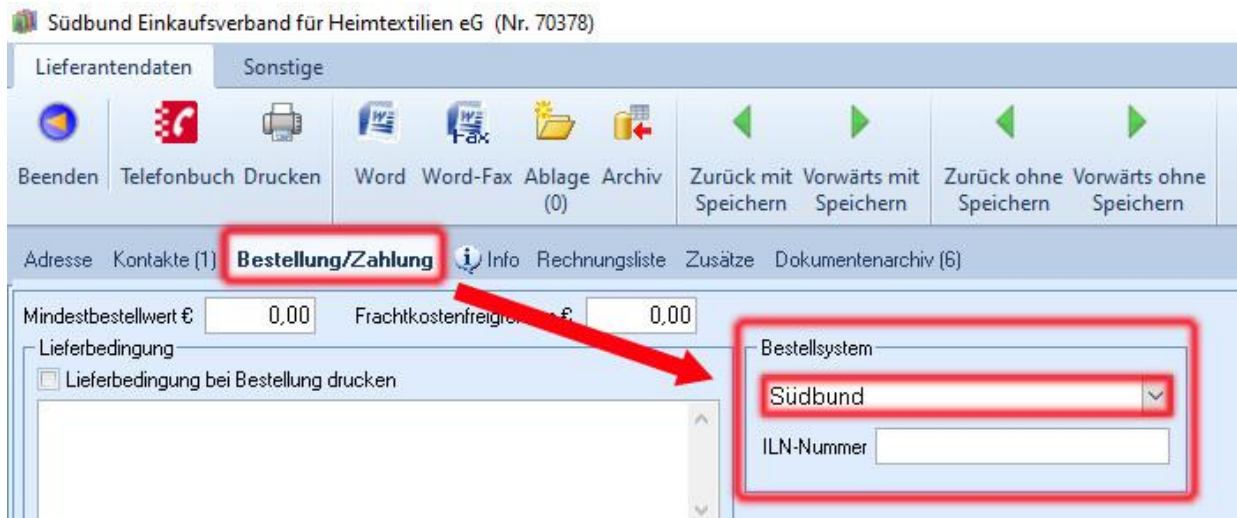 Südbund Einkaufsverband für Heimtextilien eG (Nr. 70378)
Lieferantendaten Sonstige
Beenden Telefonbuch Drucken Word Word-Fax Ablage (0) Archiv Zurück mit Speichern Vorwärts mit Speichern Zurück ohne Speichern Vorwärts ohne Speichern
Adresse Kontakte (1) Bestellung/Zahlung Info Rechnungsliste Zusätze Dokumentenarchiv (6)
Mindestbestellwert € 0,00 0,00
Lieferbedingung
Lieferbedingung bei Bestellung drucken
Bestellsystem
Südbund
ILN-Nummer